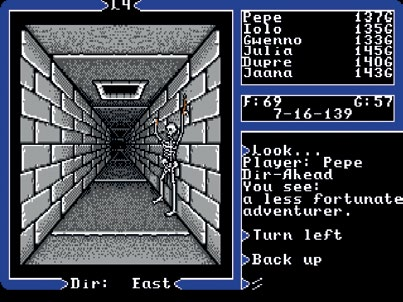 L4
Pepe 137G
Iolo 135G
Gwenno 133G
Julia 145G
Dupre 140G
Jaana 143G
F:69 G:57
7-16-139
Look...
Player: Pepe
Dir-Ahead
You see:
a less fortunate
adventurer.
Turn left
Back up
Dir: East